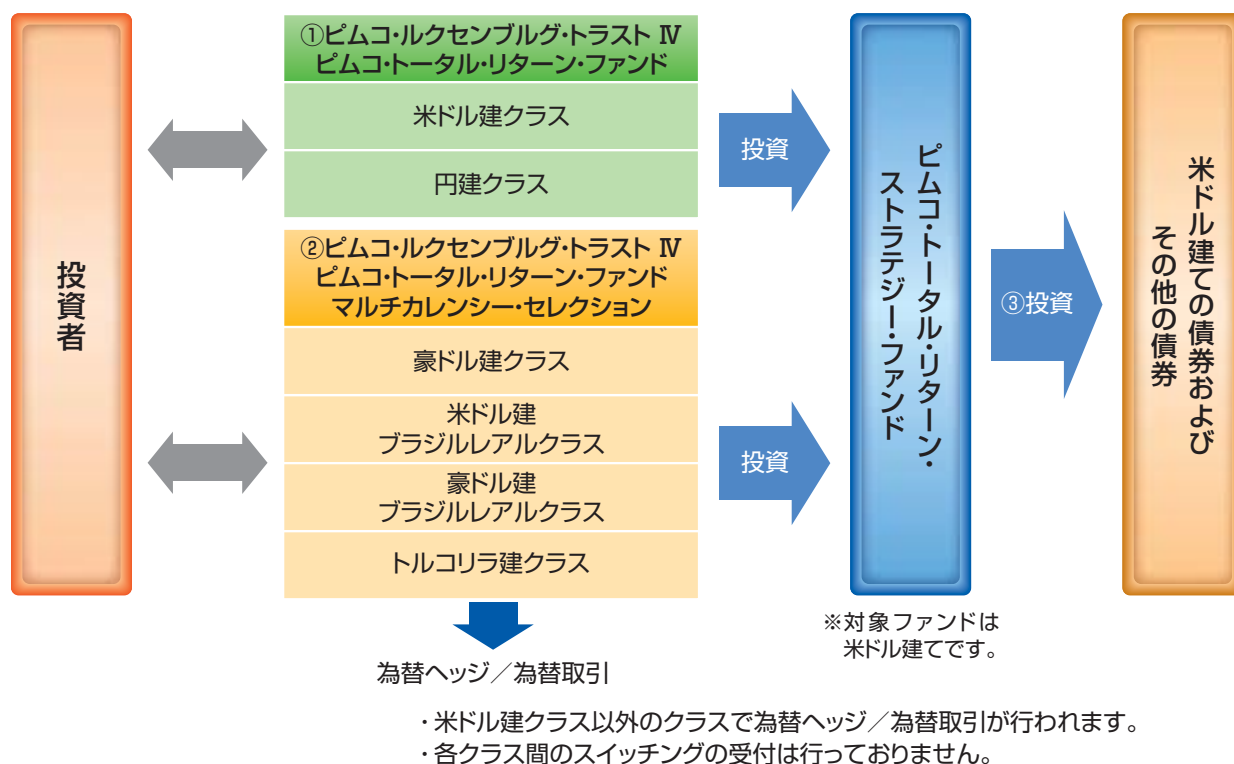 投資者
①ピムコ・ルクセンブルグ・トラスト Ⅳ
ピムコ・トータル・リターン・ファンド
米ドル建クラス
円建クラス
②ピムコ・ルクセンブルグ・トラスト Ⅳ
ピムコ・トータル・リターン・ファンド
マルチカレンシー・セレクション
豪ドル建クラス
米ドル建
ブラジルレアルクラス
豪ドル建
ブラジルレアルクラス
トルコリラ建クラス
投資
投資
ピムコ・トータル・リターン・
ストラテジー・ファンド
③投資
米ドル建ての債券および
その他の債券
※対象ファンドは
米ドル建てです。
為替ヘッジ／為替取引
・米ドル建クラス以外のクラスで為替ヘッジ／為替取引が行われます。
・各クラス間のスイッチングの受付は行っておりません。